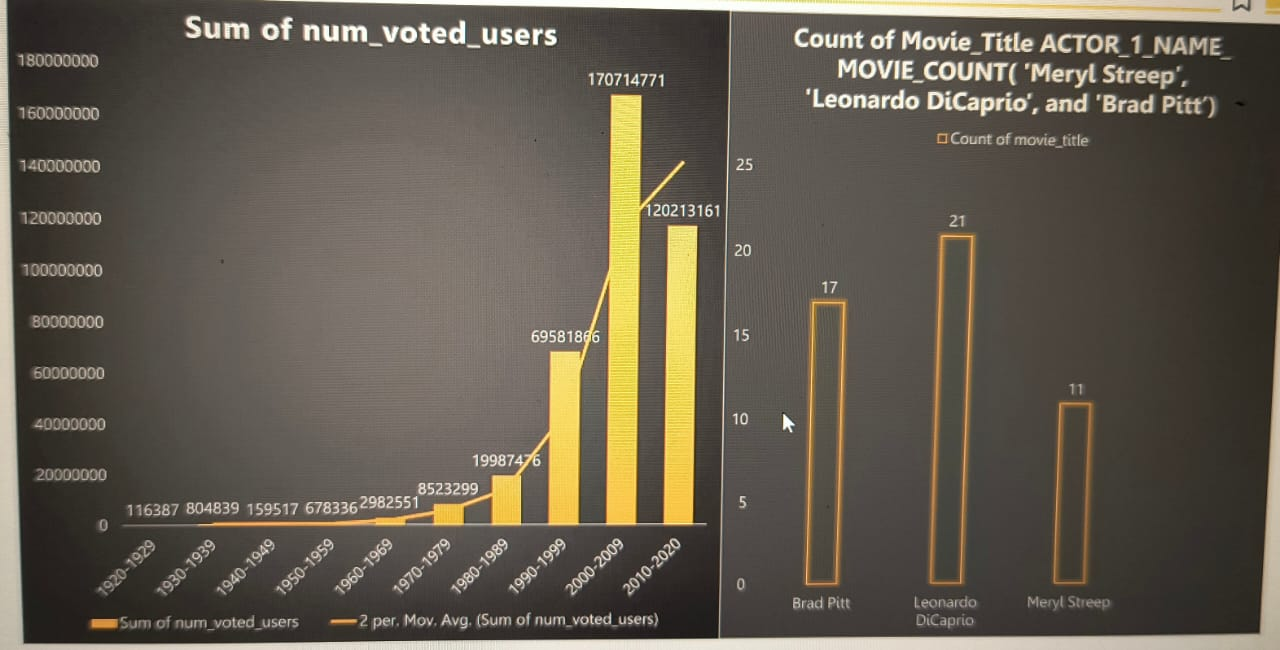 Sum of num_voted_users
180000000
160000000
140000000
120000000
100000000
80000000
60000000
40000000
20000000
0
116387 804839 159517 678336 2982551 8523299 19987476 69581866 170714771 120213161
1920-1929 1930-1939 1940-1949 1950-1959 1960-1969 1970-1979 1980-1989 1990-1999 2000-2009 2010-2020
Sum of num_voted_users 2 per. Mov. Avg. (Sum of num_voted_users)
Count of Movie_Title ACTOR_1_NAME_
MOVIE_COUNT( 'Meryl Streep',
'Leonardo DiCaprio', and 'Brad Pitt')
Count of movie_title
25
20
15
10
5
0
17 21 11
Brad Pitt Leonardo Meryl Streep
DiCaprio